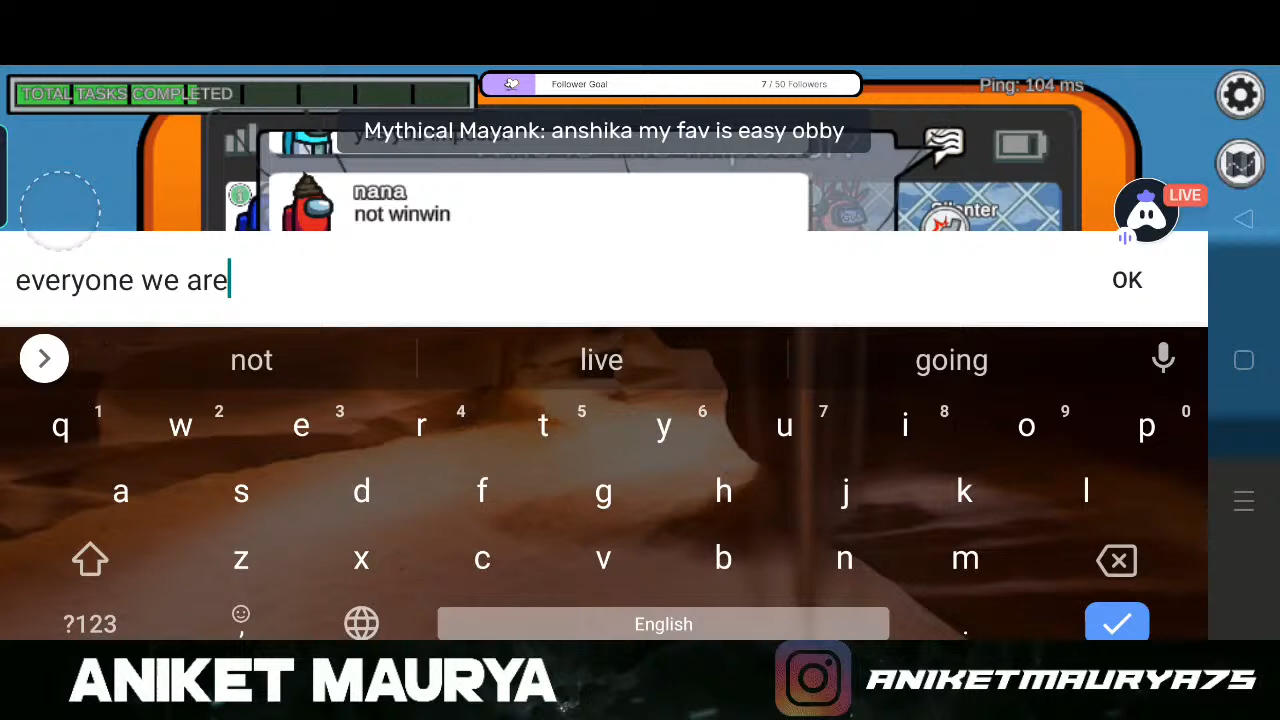 TOTAL TASKS COMPLETED
Follower Goal
7 / 50 Followers
Ping: 104 ms
Mythical Mayank: anshika my fav is easy obby
nana
not winwin
LIVE
everyone we are
OK
not live going
q 1 w 2 e 3 r 4 t 5 y 6 u 7 i 8 o 9 p 0
a s d f g h j k l
z x c v b n m
?123 , English .
ANIKET MAURYA
ANIKETMAURYA75